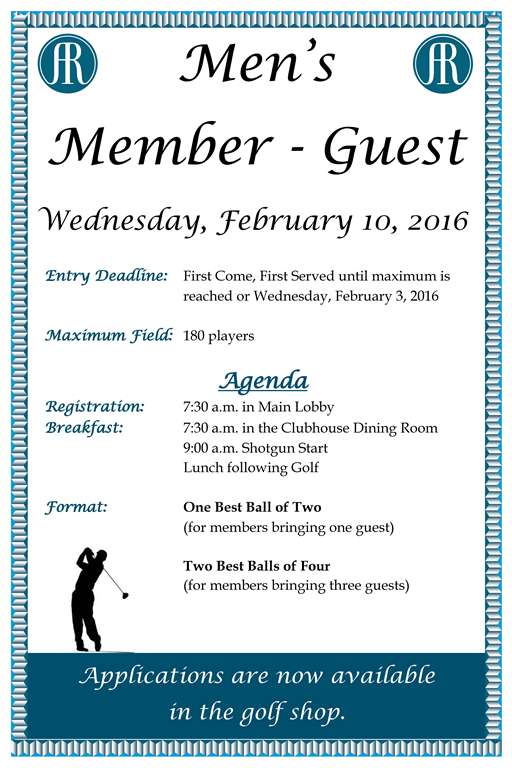 AR
AR
Men's
Member - Guest
Wednesday, February 10, 2016
Entry Deadline: First Come, First Served until maximum is
reached or Wednesday, February 3, 2016
Maximum Field: 180 players
Agenda
Registration: 7:30 a.m. in Main Lobby
Breakfast: 7:30 a.m. in the Clubhouse Dining Room
9:00 a.m. Shotgun Start
Lunch following Golf
Format: One Best Ball of Two
(for members bringing one guest)
Two Best Balls of Four
(for members bringing three guests)
Applications are now available
in the golf shop.